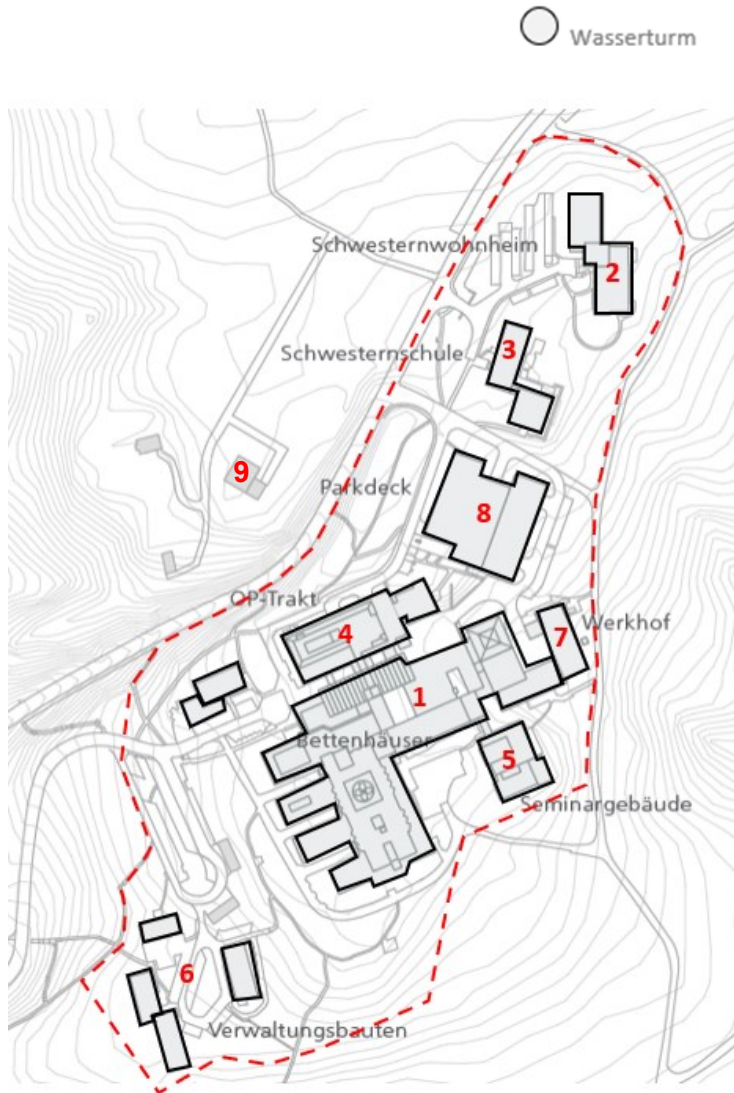 Wasserturm
Schwesternwohnheim
2
3
Schwesternschule
9
Parkdeck
8
OP-Trakt
4
Werkhof
7
1
Bettenhäuser
5
Seminargebäude
6
Verwaltungsbauten